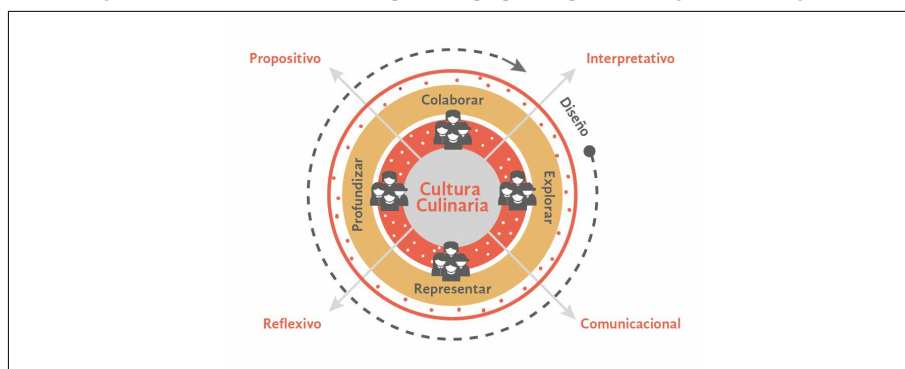 Propositivo
Interpretativo
Colaborar
Diseño
Profundizar
Cultura
Culinaria
Explorar
Representar
Reflexivo
Comunicacional